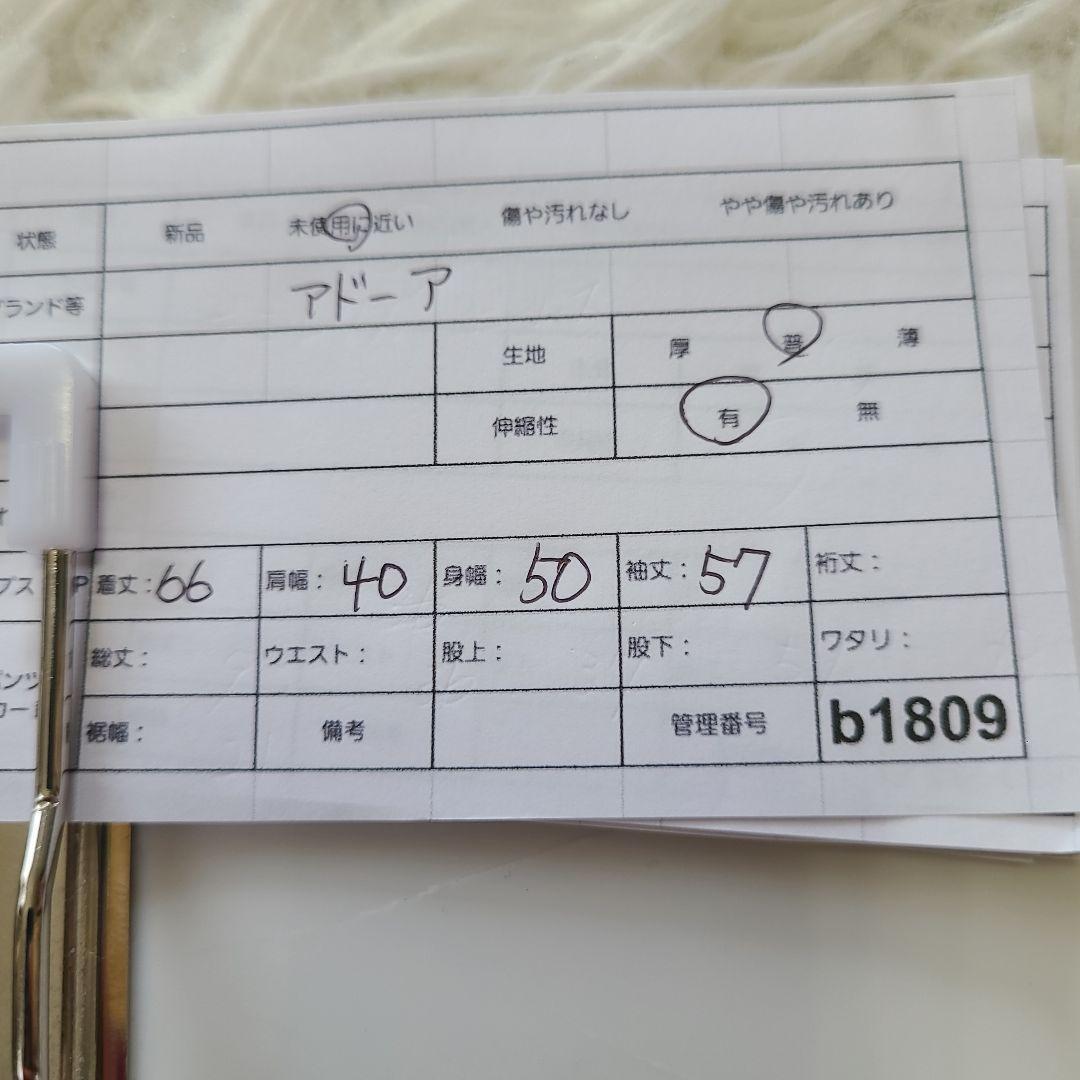 状態 新品 未使用に近い 傷や汚れなし やや傷や汚れあり
ランド等 アドーア
生地 厚 普 薄
伸縮性 有 無
プス P 着丈:66 肩幅: 40 身幅: 50 袖丈: 57 裄丈:
総丈: ウエスト: 股上: 股下: ワタリ:
裾幅: 備考 管理番号 b1809